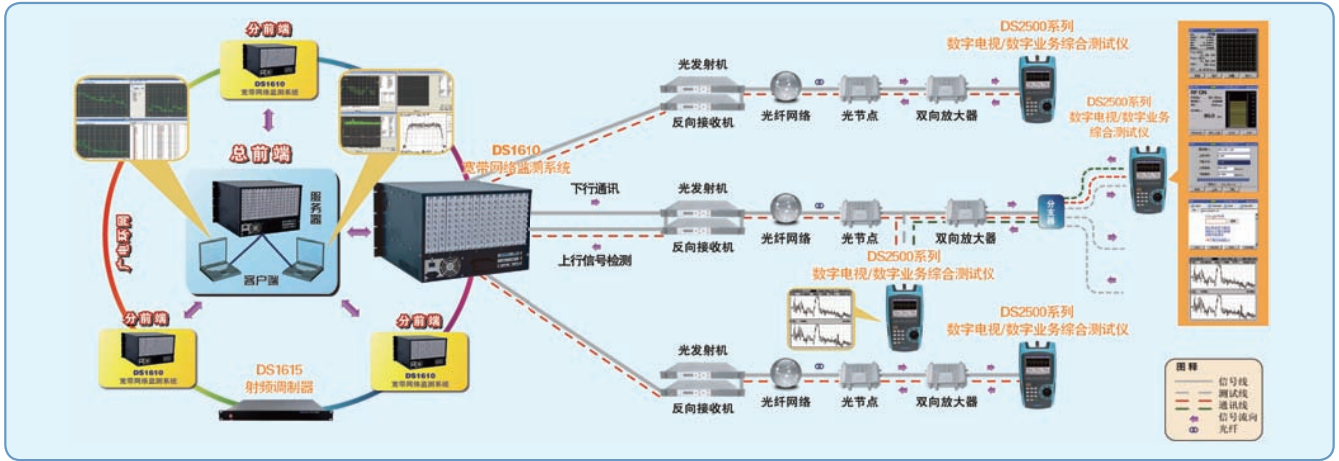 分前端
DS1610
宽带网络监测系统
总前端
服务器
客户端
广电环网
分前端
DS1610
宽带网络监测系统
分前端
DS1610
宽带网络监测系统
DS1615
射频调制器
DS1610
宽带网络监测系统
下行通讯
上行信号检测
光发射机
反向接收机
光纤网络
光节点
双向放大器
DS2500系列
数字电视/数字业务综合测试仪
光发射机
反向接收机
光纤网络
光节点
双向放大器
分支器
DS2500系列
数字电视/数字业务
综合测试仪
DS2500系列
数字电视/数字业务综合测试仪
光发射机
反向接收机
光纤网络
光节点
双向放大器
DS2500系列
数字电视/数字业务综合测试仪
RF ON
图释
信号线
测试线
通讯线
信号流向
光纤